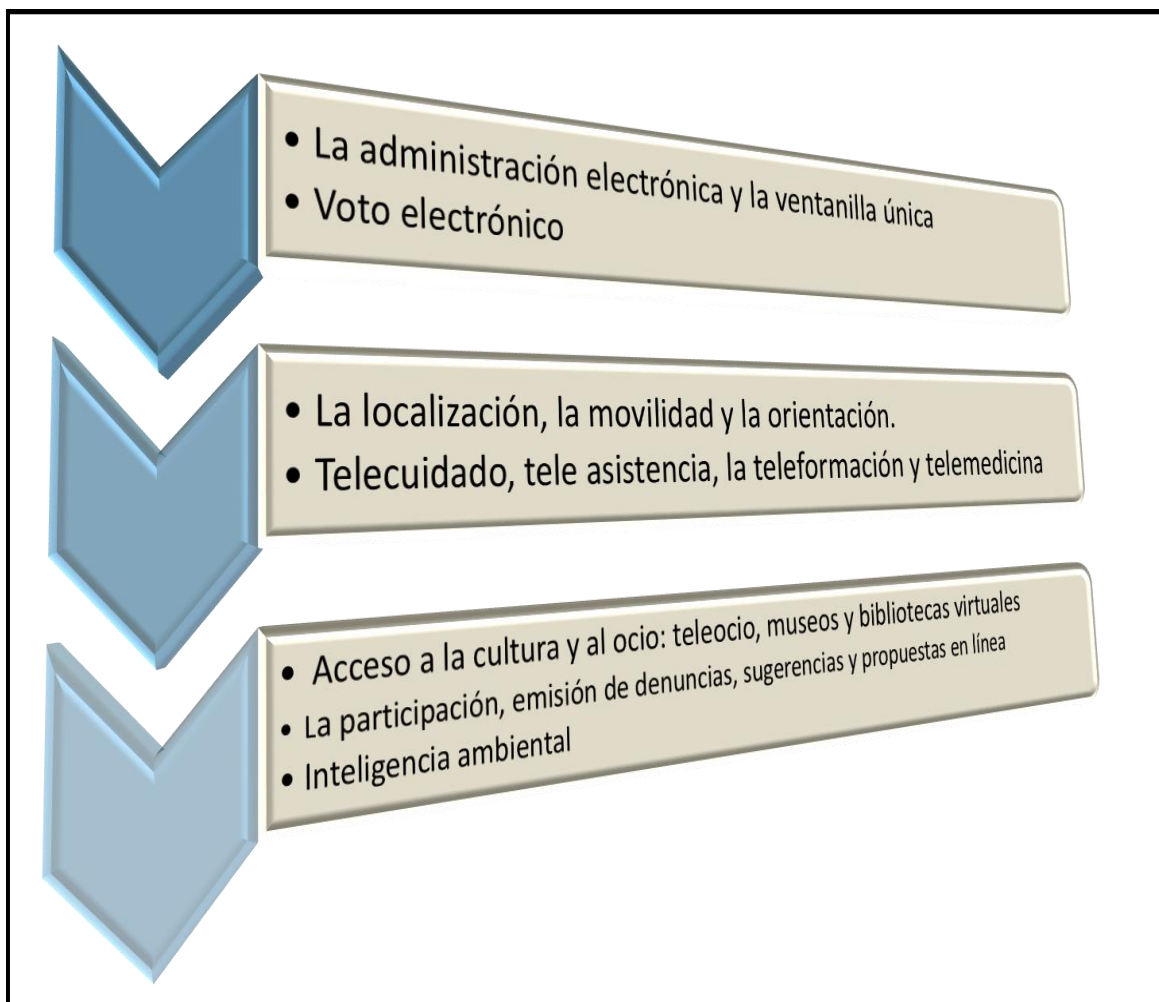 • La administración electrónica y la ventanilla única
• Voto electrónico
• La localización, la movilidad y la orientación.
• Telecuidado, tele asistencia, la teleformación y telemedicina
• Acceso a la cultura y al ocio: teleocio, museos y bibliotecas virtuales
• La participación, emisión de denuncias, sugerencias y propuestas en línea
• Inteligencia ambiental